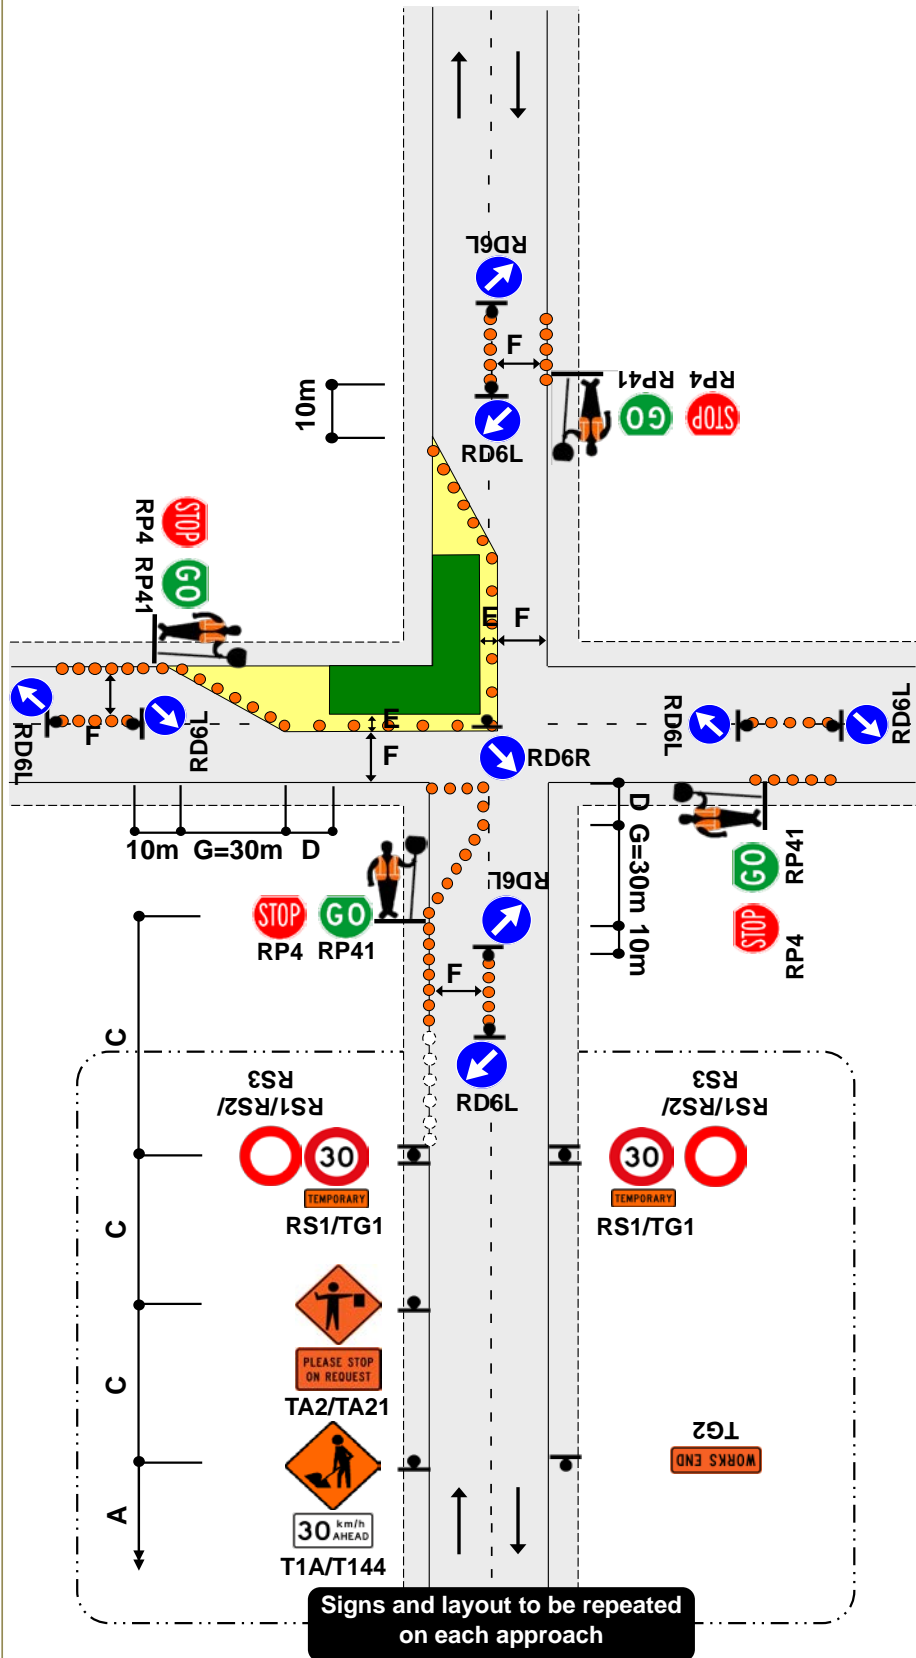 RD6L
F
RP41 RP4
GO STOP
10m
RD6L
RP4 RP41
STOP GO
E F
RD6L
F
RD6L
E
F
RD6R
RD6L
RD6L
10m G=30m D
D G=30m 10m
GO RP41
STOP RP4
STOP GO
RP4 RP41
RD6L
F
C
RD6L
RS1/RS2/
RS3
30
TEMPORARY
RS1/TG1
RS1/RS2/
RS3
30
TEMPORARY
RS1/TG1
C
PLEASE STOP
ON REQUEST
TA2/TA21
C
TG2
WORKS END
A
30 km/h
AHEAD
T1A/T144
Signs and layout to be repeated
on each approach